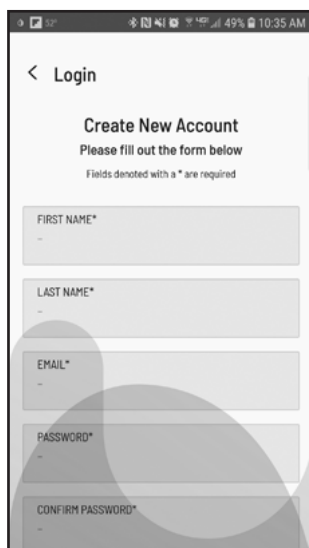 52° 49% 10:35 AM
< Login
Create New Account
Please fill out the form below
Fields denoted with a * are required
FIRST NAME*
LAST NAME*
EMAIL*
PASSWORD*
CONFIRM PASSWORD*